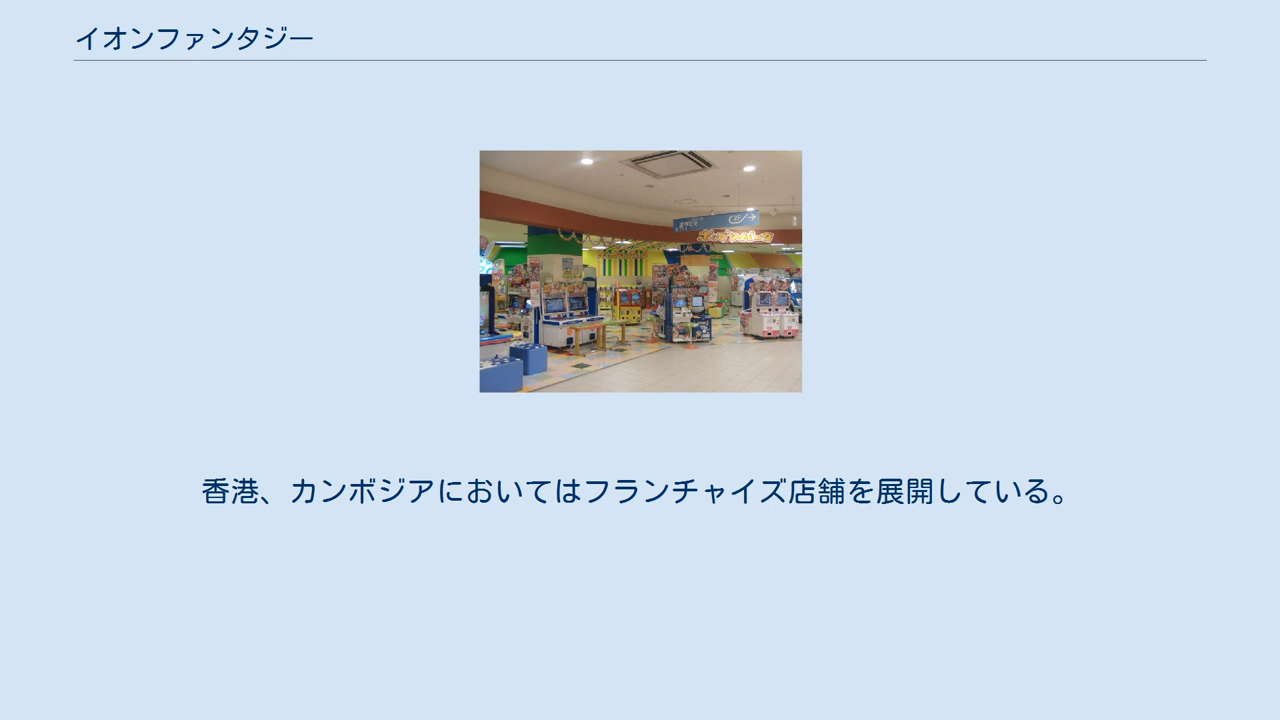 イオンファンタジー
2F
香港、カンボジアにおいてはフランチャイズ店舗を展開している。